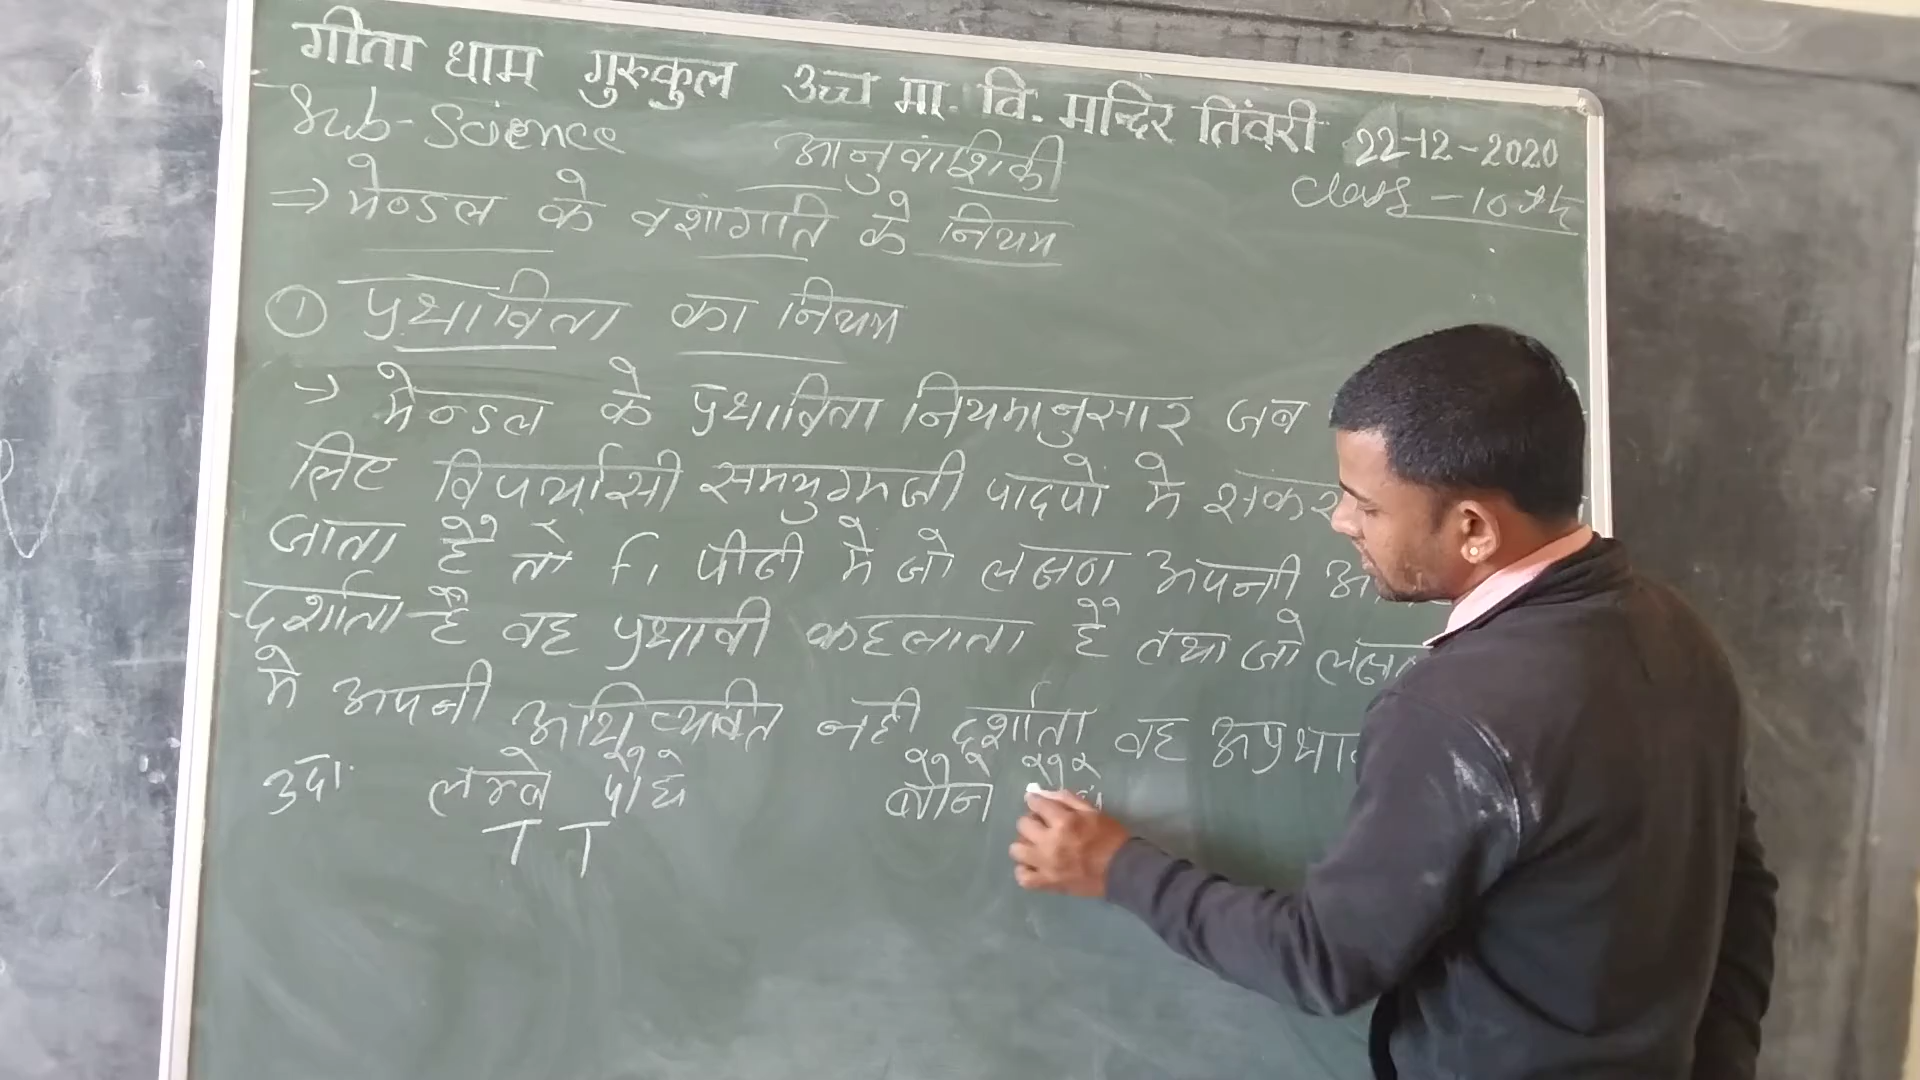 गीता धाम गुरुकुल उच्च मा. वि. मन्दिर तिंवरी
Sub-Science
22-12-2020
आनुवांशिकी
Class - 10th
⇒ मेण्डल के वशांगति के नियम
① प्रभाविता का नियम
→ मेन्डल के प्रभाविता नियमानुसार जब
लिए विपर्यासी समयुग्मजी पादपो मे संकर
जाता है तो F1 पीढी मे जो लक्षण अपनी अ
दर्शाता है वह प्रभावी कहलाता है तथा जो लक्षण
मे अपनी अभिव्यक्ति नही दर्शाता वह अप्रभा
उदा. लम्बे पौधे बौने
T T